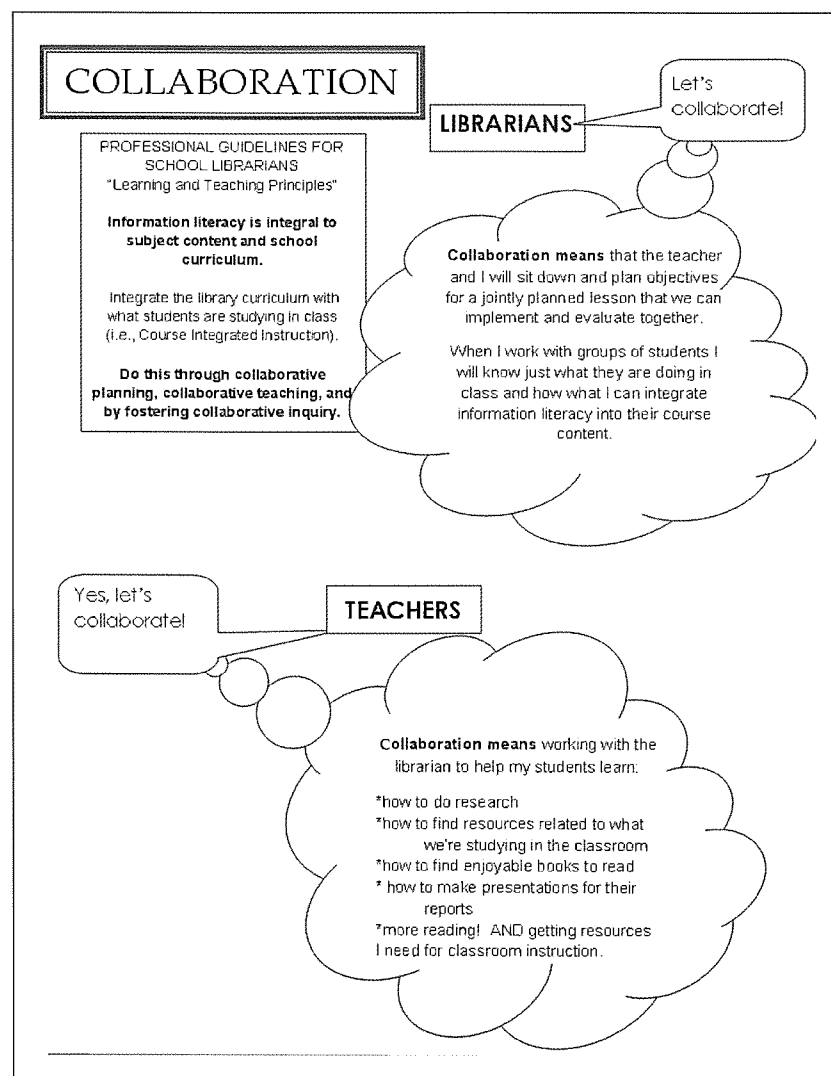 COLLABORATION
LIBRARIANS
Let's
collaborate!
PROFESSIONAL GUIDELINES FOR
SCHOOL LIBRARIANS
"Learning and Teaching Principles"
Information literacy is integral to
subject content and school
curriculum.
Integrate the library curriculum with
what students are studying in class
(i.e., Course Integrated Instruction).
Do this through collaborative
planning, collaborative teaching, and
by fostering collaborative inquiry.
Collaboration means that the teacher
and I will sit down and plan objectives
for a jointly planned lesson that we can
implement and evaluate together.
When I work with groups of students I
will know just what they are doing in
class and how what I can integrate
information literacy into their course
content.
Yes, let's
collaborate!
TEACHERS
Collaboration means working with the
librarian to help my students learn:
*how to do research
*how to find resources related to what
we're studying in the classroom
*how to find enjoyable books to read
* how to make presentations for their
reports
*more reading! AND getting resources
I need for classroom instruction.